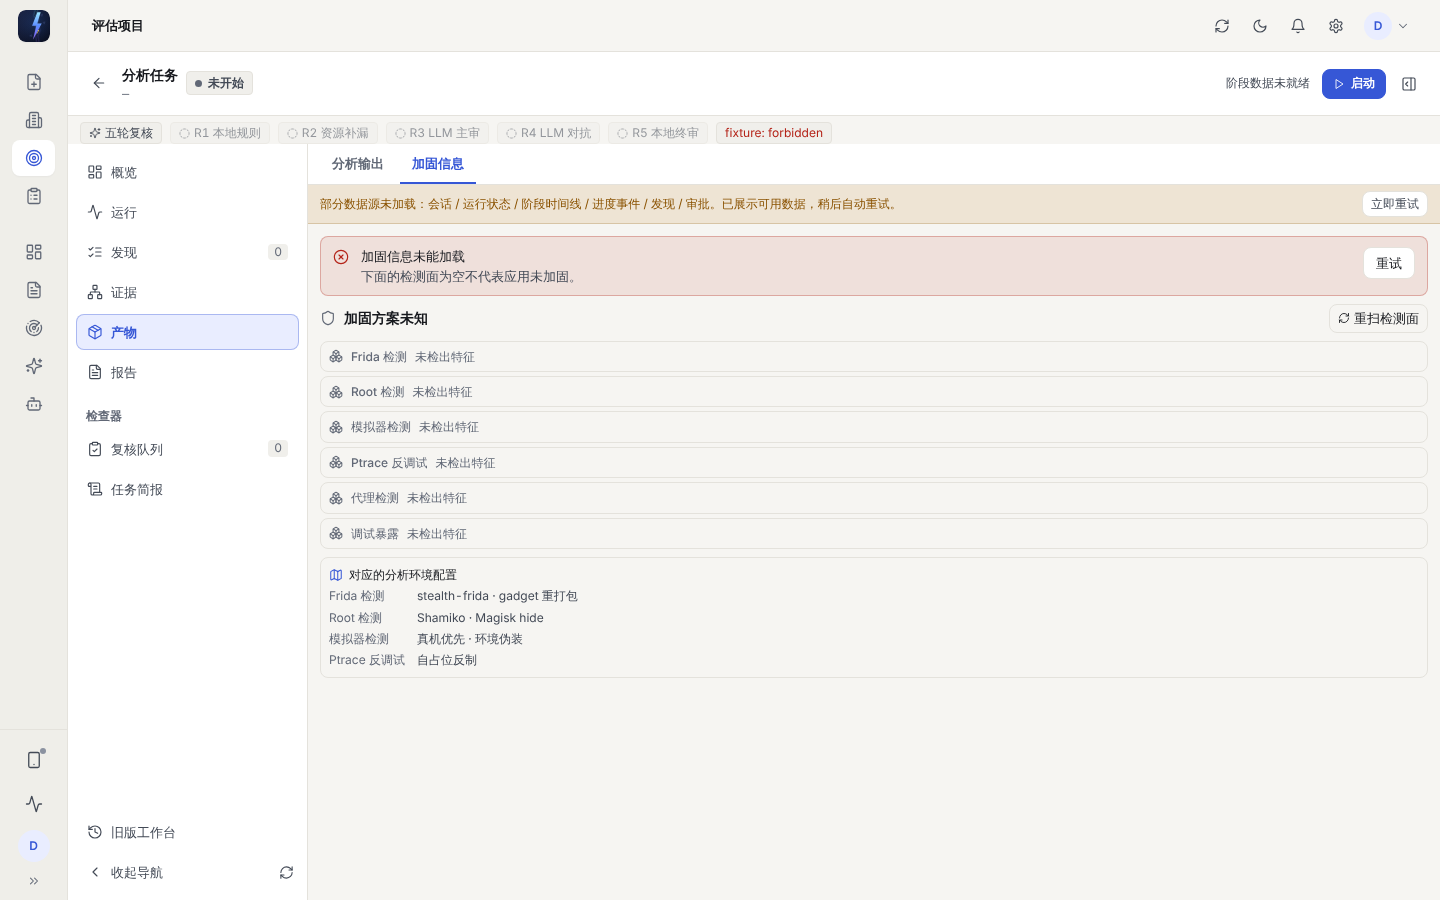 评估项目
D
分析任务
—
未开始
阶段数据未就绪
启动
五轮复核
R1 本地规则
R2 资源补漏
R3 LLM 主审
R4 LLM 对抗
R5 本地终审
fixture: forbidden
概览
运行
发现
0
证据
产物
报告
检查器
复核队列
0
任务简报
旧版工作台
收起导航
D
分析输出
加固信息
部分数据源未加载：会话 / 运行状态 / 阶段时间线 / 进度事件 / 发现 / 审批。已展示可用数据，稍后自动重试。
立即重试
加固信息未能加载
下面的检测面为空不代表应用未加固。
重试
加固方案未知
重扫检测面
Frida 检测 未检出特征
Root 检测 未检出特征
模拟器检测 未检出特征
Ptrace 反调试 未检出特征
代理检测 未检出特征
调试暴露 未检出特征
对应的分析环境配置
Frida 检测 stealth-frida · gadget 重打包
Root 检测 Shamiko · Magisk hide
模拟器检测 真机优先 · 环境伪装
Ptrace 反调试 自占位反制